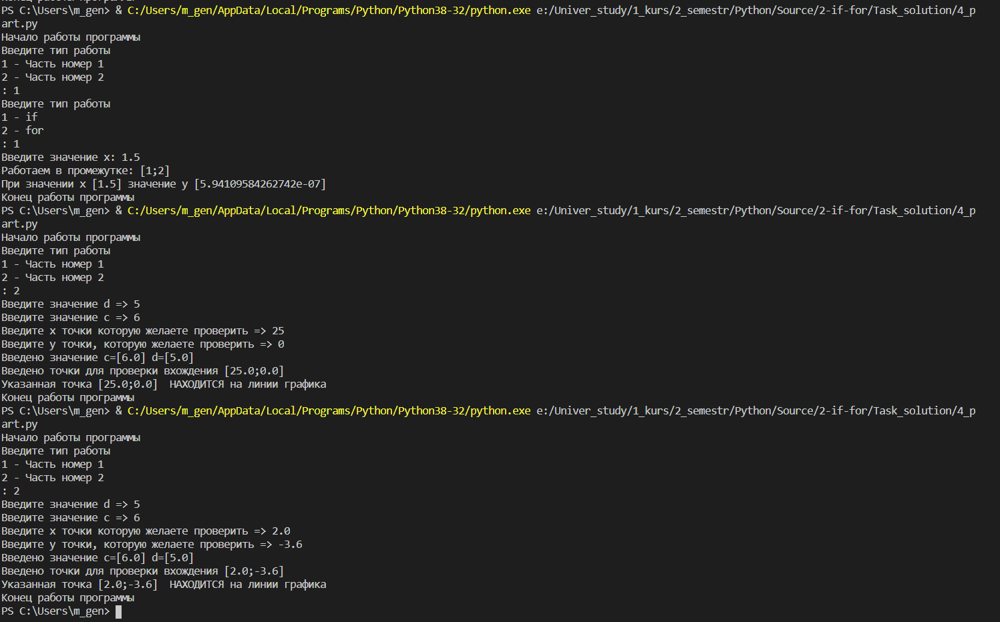 PS C:\Users\m_gen> & C:/Users/m_gen/AppData/Local/Programs/Python/Python38-32/python.exe e:/Univer_study/1_kurs/2_semestr/Python/Source/2-if-for/Task_solution/4_p
art.py
Начало работы программы
Введите тип работы
1 - Часть номер 1
2 - Часть номер 2
: 1
Введите тип работы
1 - if
2 - for
: 1
Введите значение x: 1.5
Работаем в промежутке: [1;2]
При значении x [1.5] значение y [5.94109584262742e-07]
Конец работы программы
PS C:\Users\m_gen> & C:/Users/m_gen/AppData/Local/Programs/Python/Python38-32/python.exe e:/Univer_study/1_kurs/2_semestr/Python/Source/2-if-for/Task_solution/4_p
art.py
Начало работы программы
Введите тип работы
1 - Часть номер 1
2 - Часть номер 2
: 2
Введите значение d => 5
Введите значение c => 6
Введите x точки которую желаете проверить => 25
Введите y точки, которую желаете проверить => 0
Введено значение c=[6.0] d=[5.0]
Введено точки для проверки вхождения [25.0;0.0]
Указанная точка [25.0;0.0]  НАХОДИТСЯ на линии графика
Конец работы программы
PS C:\Users\m_gen> & C:/Users/m_gen/AppData/Local/Programs/Python/Python38-32/python.exe e:/Univer_study/1_kurs/2_semestr/Python/Source/2-if-for/Task_solution/4_p
art.py
Начало работы программы
Введите тип работы
1 - Часть номер 1
2 - Часть номер 2
: 2
Введите значение d => 5
Введите значение c => 6
Введите x точки которую желаете проверить => 2.0
Введите y точки, которую желаете проверить => -3.6
Введено значение c=[6.0] d=[5.0]
Введено точки для проверки вхождения [2.0;-3.6]
Указанная точка [2.0;-3.6]  НАХОДИТСЯ на линии графика
Конец работы программы
PS C:\Users\m_gen>